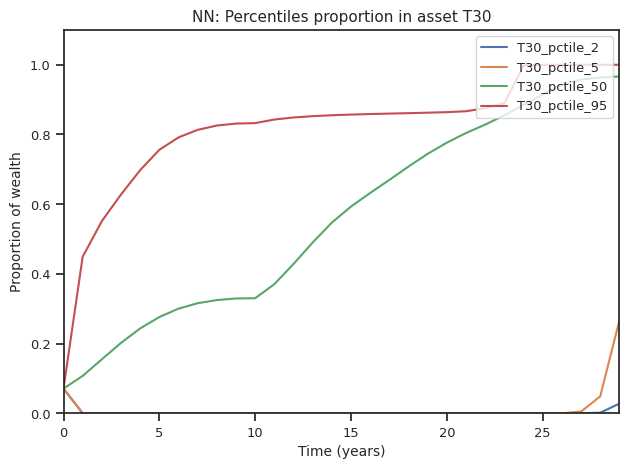 NN: Percentiles proportion in asset T30
T30_pctile_2
T30_pctile_5
T30_pctile_50
T30_pctile_95
Proportion of wealth
1.0
0.8
0.6
0.4
0.2
0.0
0 5 10 15 20 25
Time (years)